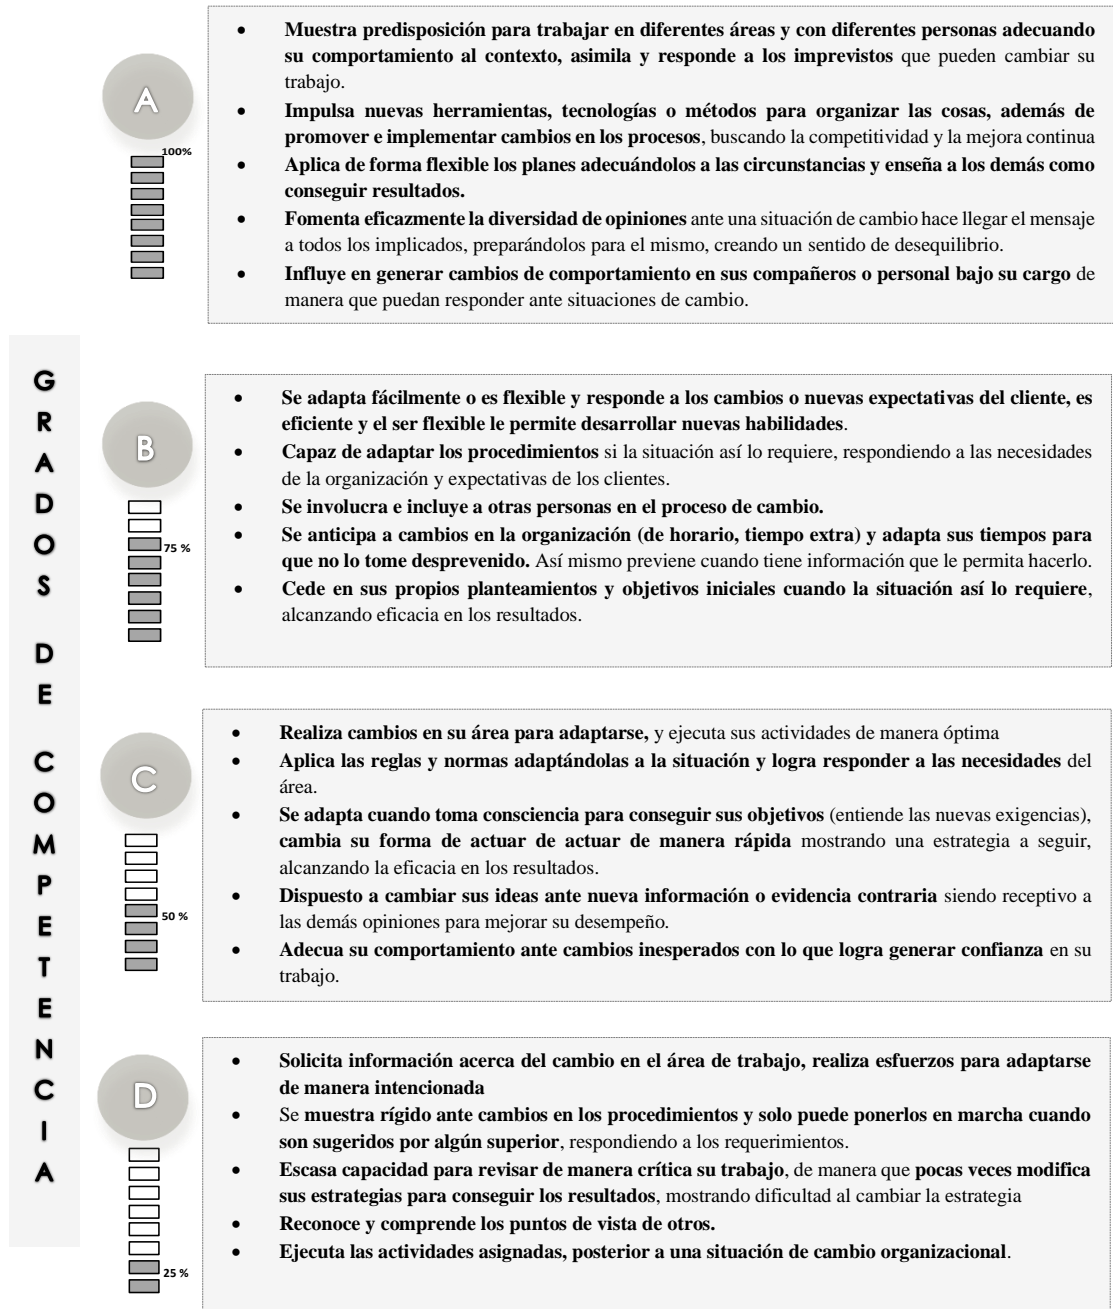 • Muestra predisposición para trabajar en diferentes áreas y con diferentes personas adecuando
su comportamiento al contexto, asimila y responde a los imprevistos que pueden cambiar su
trabajo.
• Impulsa nuevas herramientas, tecnologías o métodos para organizar las cosas, además de
promover e implementar cambios en los procesos, buscando la competitividad y la mejora continua
• Aplica de forma flexible los planes adecuándolos a las circunstancias y enseña a los demás como
conseguir resultados.
• Fomenta eficazmente la diversidad de opiniones ante una situación de cambio hace llegar el mensaje
a todos los implicados, preparándolos para el mismo, creando un sentido de desequilibrio.
• Influye en generar cambios de comportamiento en sus compañeros o personal bajo su cargo de
manera que puedan responder ante situaciones de cambio.
A
100%
GRADOS DE COMPETENCIA
• Se adapta fácilmente o es flexible y responde a los cambios o nuevas expectativas del cliente, es
eficiente y el ser flexible le permite desarrollar nuevas habilidades.
• Capaz de adaptar los procedimientos si la situación así lo requiere, respondiendo a las necesidades
de la organización y expectativas de los clientes.
• Se involucra e incluye a otras personas en el proceso de cambio.
• Se anticipa a cambios en la organización (de horario, tiempo extra) y adapta sus tiempos para
que no lo tome desprevenido. Así mismo previene cuando tiene información que le permita hacerlo.
• Cede en sus propios planteamientos y objetivos iniciales cuando la situación así lo requiere,
alcanzando eficacia en los resultados.
B
75 %
• Realiza cambios en su área para adaptarse, y ejecuta sus actividades de manera óptima
• Aplica las reglas y normas adaptándolas a la situación y logra responder a las necesidades del
área.
• Se adapta cuando toma consciencia para conseguir sus objetivos (entiende las nuevas exigencias),
cambia su forma de actuar de actuar de manera rápida mostrando una estrategia a seguir,
alcanzando la eficacia en los resultados.
• Dispuesto a cambiar sus ideas ante nueva información o evidencia contraria siendo receptivo a
las demás opiniones para mejorar su desempeño.
• Adecua su comportamiento ante cambios inesperados con lo que logra generar confianza en su
trabajo.
C
50 %
• Solicita información acerca del cambio en el área de trabajo, realiza esfuerzos para adaptarse
de manera intencionada
• Se muestra rígido ante cambios en los procedimientos y solo puede ponerlos en marcha cuando
son sugeridos por algún superior, respondiendo a los requerimientos.
• Escasa capacidad para revisar de manera crítica su trabajo, de manera que pocas veces modifica
sus estrategias para conseguir los resultados, mostrando dificultad al cambiar la estrategia
• Reconoce y comprende los puntos de vista de otros.
• Ejecuta las actividades asignadas, posterior a una situación de cambio organizacional.
D
25 %